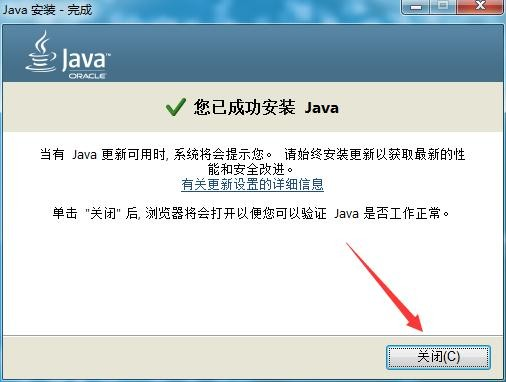 Java 安装 - 完成
Java™
ORACLE
您已成功安装 Java
当有 Java 更新可用时, 系统将会提示您。 请始终安装更新以获取最新的性
能和安全改进。
有关更新设置的详细信息
单击 "关闭" 后, 浏览器将会打开以便您可以验证 Java 是否工作正常。
关闭(C)